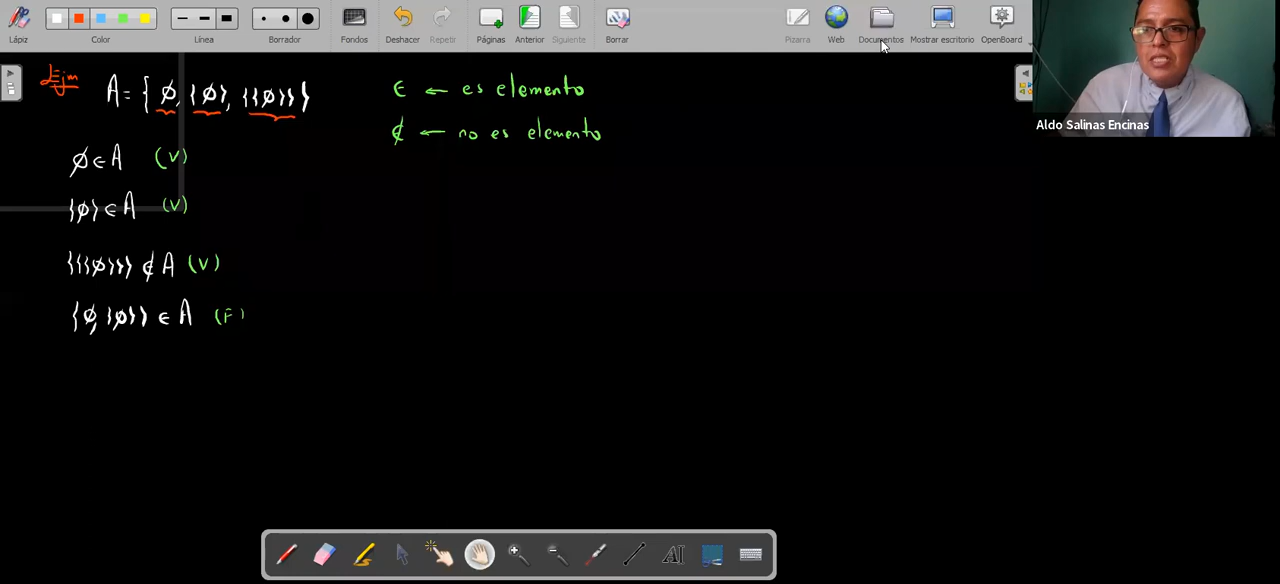 Lápiz Color Línea Borrador Fondos Deshacer Repetir Páginas Anterior Siguiente Borrar Pizarra Web Documentos Mostrar escritorio OpenBoard
Ejm A = { ∅, {∅}, {{∅}} } ∈ ← es elemento
Aldo Salinas Encinas
∉ ← no es elemento
∅ ∈ A (V)
{∅} ∈ A (V)
{{{∅}}} ∉ A (V)
{∅, {∅}} ∈ A (F)
AI